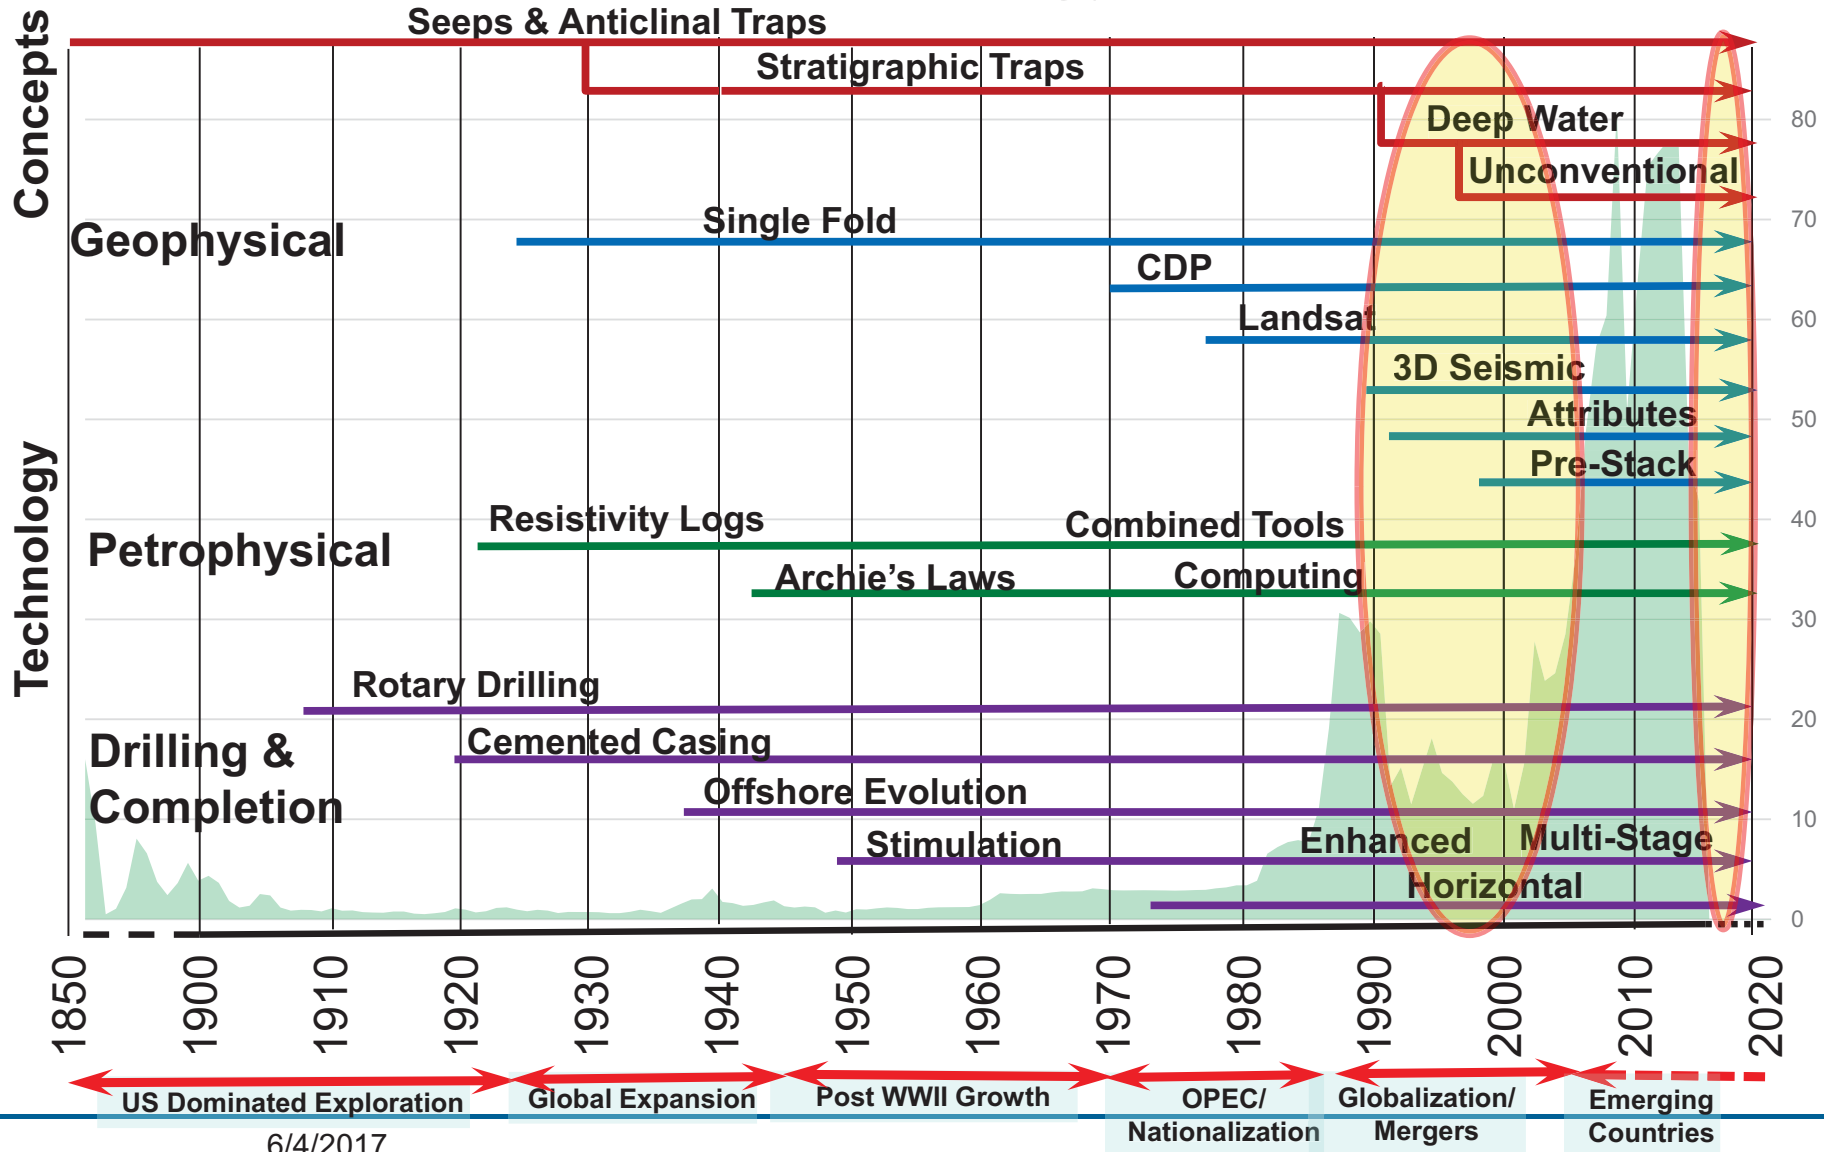 Concepts
Seeps & Anticlinal Traps
Stratigraphic Traps
Deep Water
Unconventional
Technology
Geophysical
Single Fold
CDP
Landsat
3D Seismic
Attributes
Pre-Stack
Petrophysical
Resistivity Logs
Combined Tools
Archie's Laws
Computing
Drilling &
Completion
Rotary Drilling
Cemented Casing
Offshore Evolution
Stimulation
Enhanced
Multi-Stage
Horizontal
80
70
60
50
40
30
20
10
0
1850
1900
1910
1920
1930
1940
1950
1960
1970
1980
1990
2000
2010
2020
US Dominated Exploration
Global Expansion
Post WWII Growth
OPEC/
Nationalization
Globalization/
Mergers
Emerging
Countries
6/4/2017